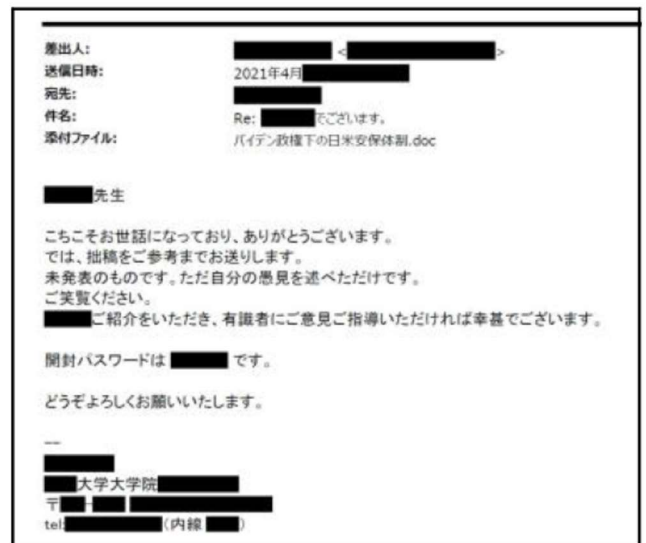 差出人: < >
送信日時: 2021年4月
宛先:
件名: Re: でございます。
添付ファイル: バイデン政権下の日米安保体制.doc
先生
こちこそお世話になっており、ありがとうございます。
では、拙稿をご参考までお送りします。
未発表のものです。ただ自分の愚見を述べただけです。
ご笑覧ください。
ご紹介をいただき、有識者にご意見ご指導いただければ幸甚でございます。
開封パスワードは です。
どうぞよろしくお願いいたします。
--
大学大学院
〒 -
tel: (内線 )